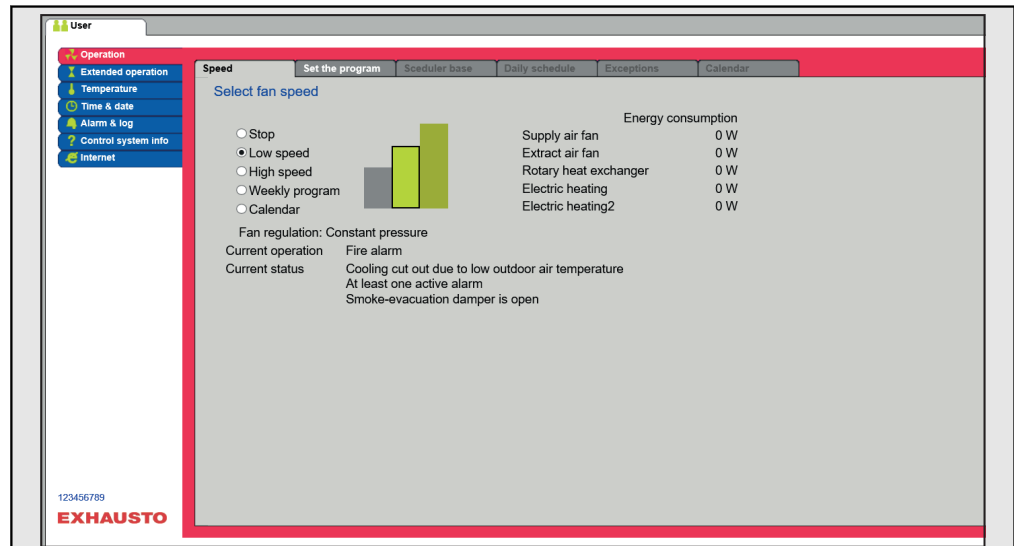 User
Operation
Extended operation
Temperature
Time & date
Alarm & log
Control system info
Internet
Speed Set the program Sceduler base Daily schedule Exceptions Calendar
Select fan speed
Energy consumption
Stop
Low speed
High speed
Weekly program
Calendar
Supply air fan 0 W
Extract air fan 0 W
Rotary heat exchanger 0 W
Electric heating 0 W
Electric heating2 0 W
Fan regulation: Constant pressure
Current operation Fire alarm
Current status Cooling cut out due to low outdoor air temperature
At least one active alarm
Smoke-evacuation damper is open
123456789
EXHAUSTO